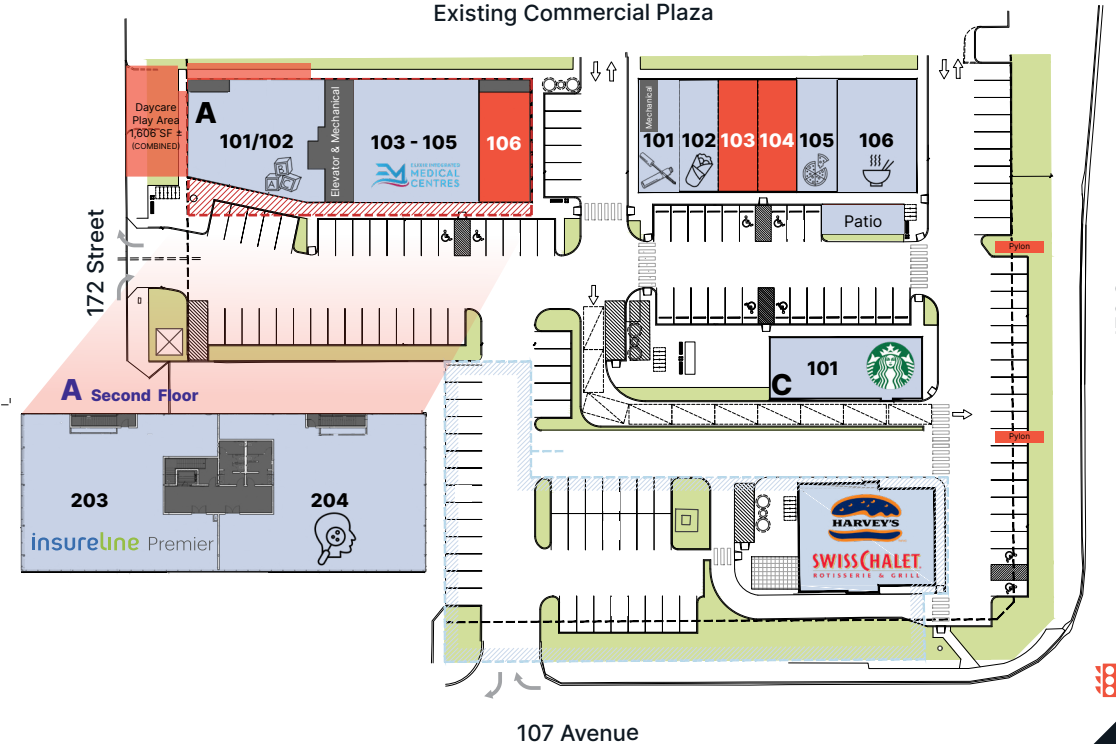 Existing Commercial Plaza
Daycare
Play Area
1,606 SF ±
(COMBINED)
A
101/102
A B C
Elevator & Mechanical
103 - 105
MEDICAL
CENTRES
106
Mechanical
101
102
103
104
105
106
Patio
172 Street
Pylon
A Second Floor
101
C
Pylon
203
insureline Premier
204
HARVEY'S
SWISS CHALET
ROTISSERIE & GRILL
107 Avenue